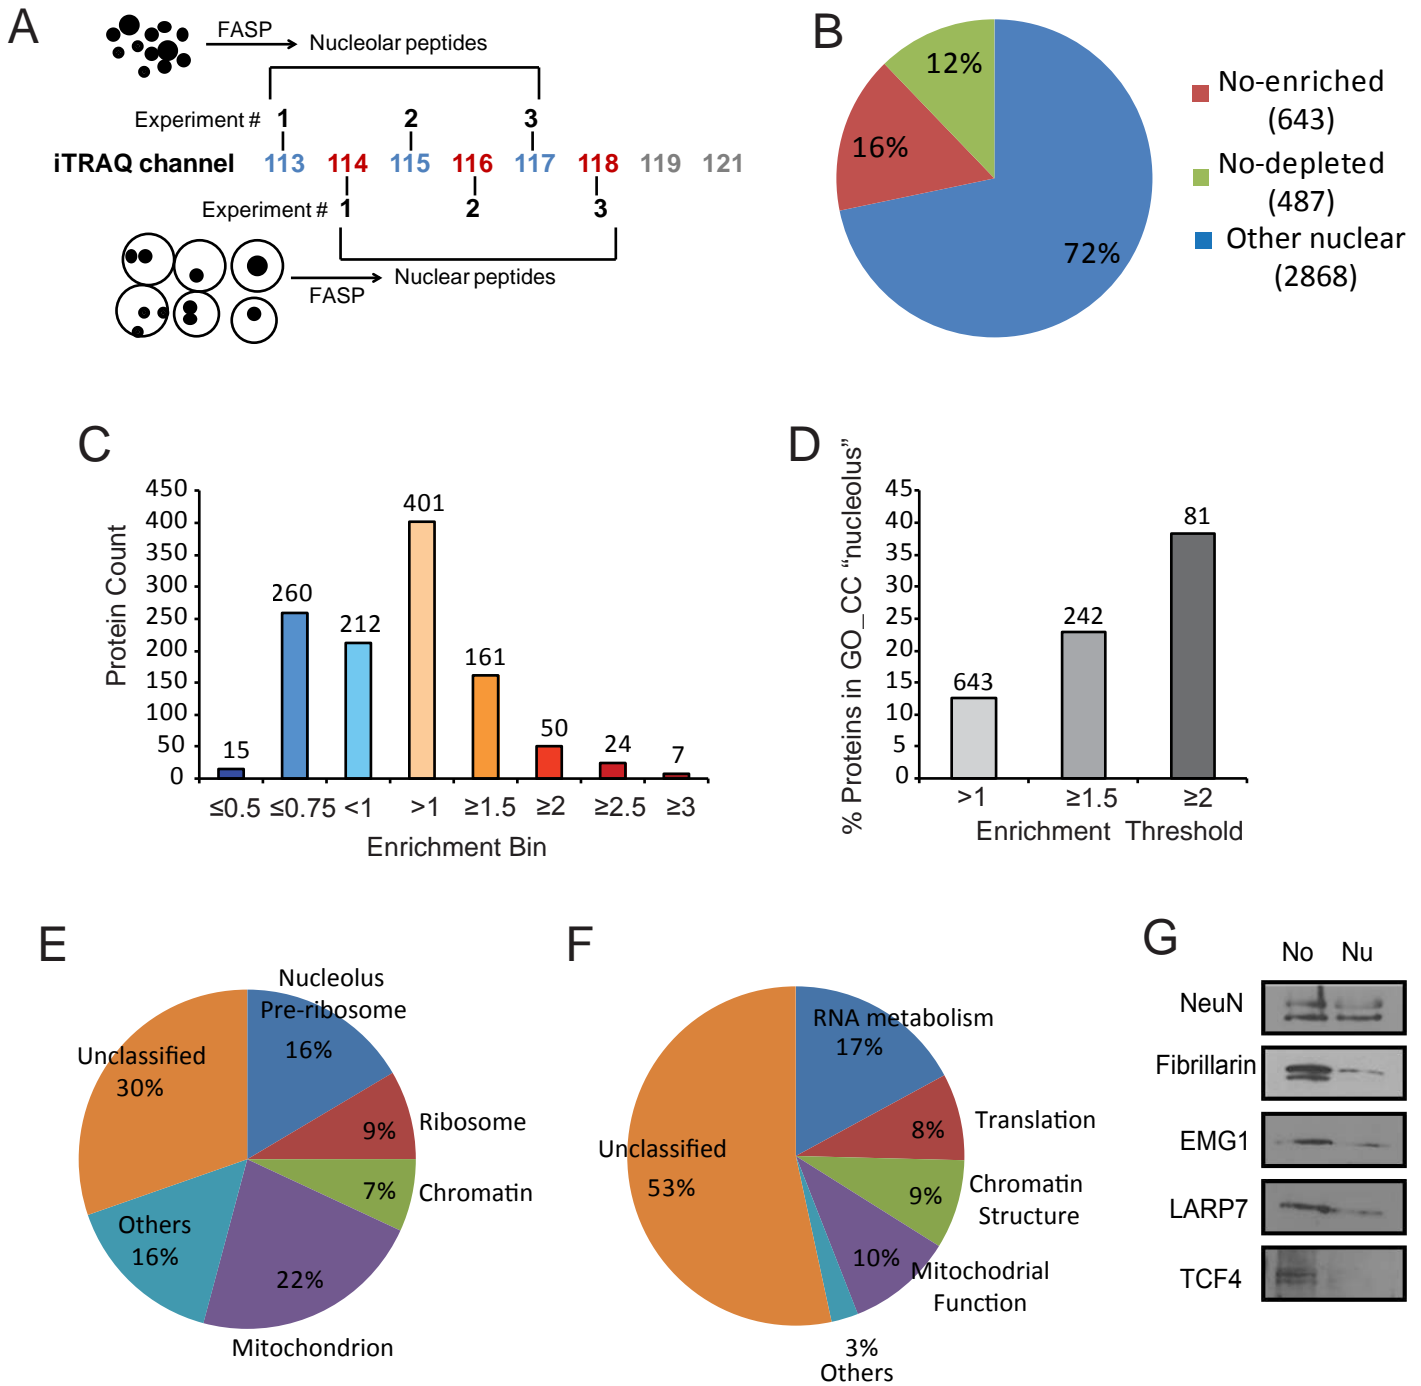 A
FASP
Nucleolar peptides
Experiment # 1 2 3
iTRAQ channel 113 114 115 116 117 118 119 121
Experiment # 1 2 3
FASP
Nuclear peptides
B
12%
16%
72%
No-enriched
(643)
No-depleted
(487)
Other nuclear
(2868)
C
Protein Count
450
400
350
300
250
200
150
100
50
0
15
260
212
401
161
50
24
7
≤0.5 ≤0.75 <1 >1 ≥1.5 ≥2 ≥2.5 ≥3
Enrichment Bin
D
% Proteins in GO_CC “nucleolus”
45
40
35
30
25
20
15
10
5
0
643
242
81
>1 ≥1.5 ≥2
Enrichment Threshold
E
Nucleolus
Pre-ribosome
16%
Ribosome
9%
Chromatin
7%
22%
Mitochondrion
Others
16%
Unclassified
30%
F
RNA metabolism
17%
Translation
8%
Chromatin
Structure
9%
10%
Mitochodrial
Function
3%
Others
Unclassified
53%
G
No Nu
NeuN
Fibrillarin
EMG1
LARP7
TCF4